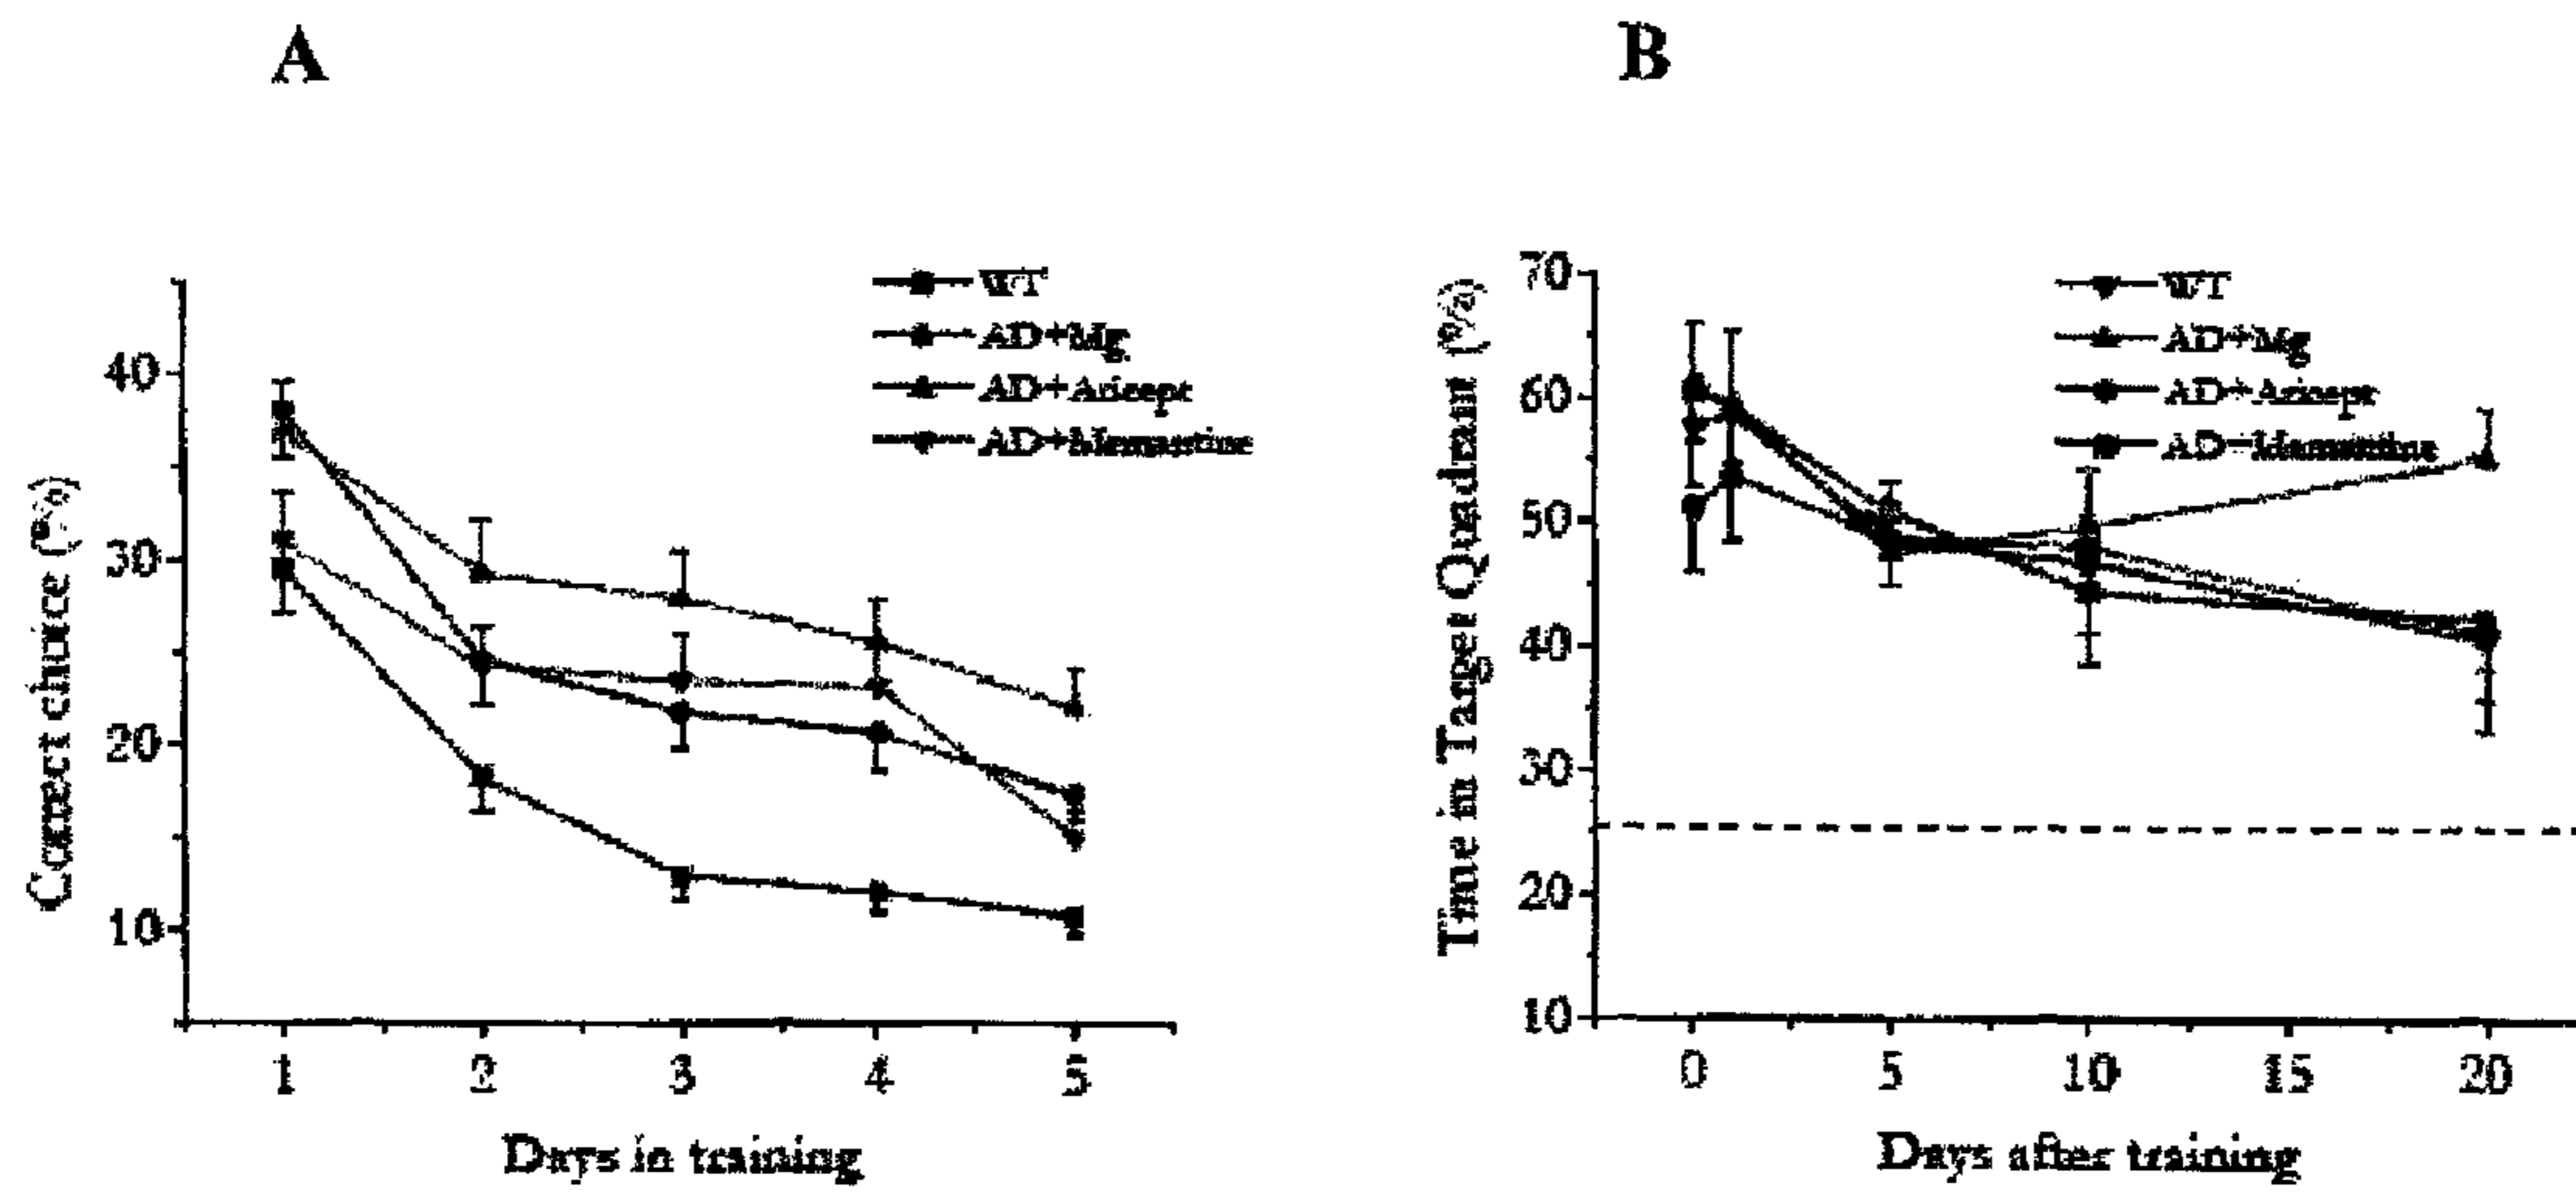 A
B
Correct choice (%)
40
30
20
10
WT
AD+Mg
AD+Aricept
AD+Memantine
1
2
3
4
5
Days in training
Time in Target Quadrant (%)
70
60
50
40
30
20
10
WT
AD+Mg
AD+Aricept
AD+Memantine
0
5
10
15
20
Days after training